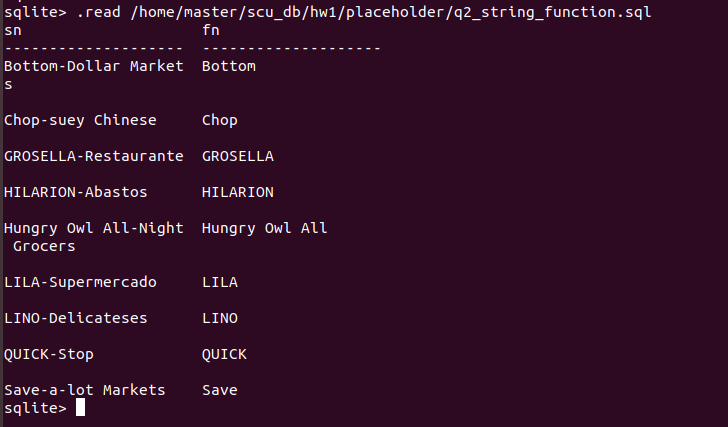 sqlite> .read /home/master/scu_db/hw1/placeholder/q2_string_function.sql
sn                    fn
--------------------  --------------------
Bottom-Dollar Market  Bottom
s
Chop-suey Chinese     Chop
GROSELLA-Restaurante  GROSELLA
HILARION-Abastos      HILARION
Hungry Owl All-Night  Hungry Owl All
 Grocers
LILA-Supermercado     LILA
LINO-Delicateses      LINO
QUICK-Stop            QUICK
Save-a-lot Markets    Save
sqlite>